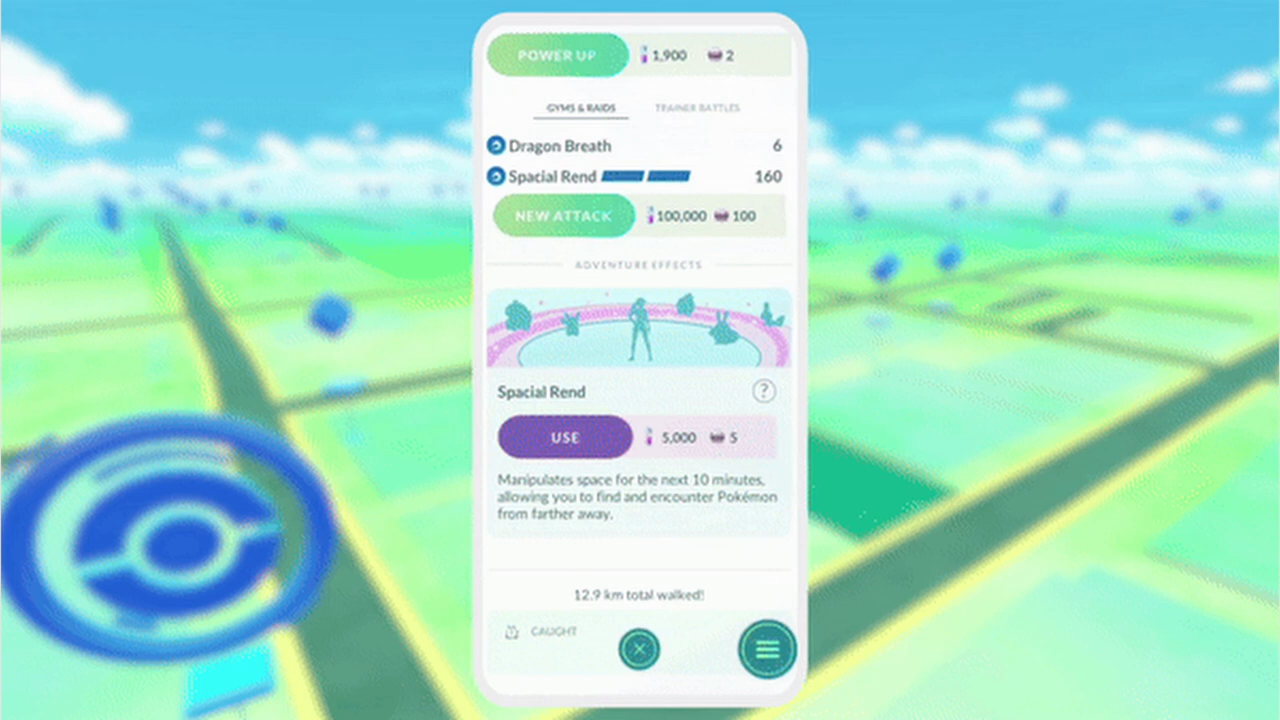 POWER UP 1,900 2
GYMS & RAIDS TRAINER BATTLES
Dragon Breath 6
Spacial Rend 160
NEW ATTACK 100,000 100
ADVENTURE EFFECTS
Spacial Rend ?
USE 5,000 5
Manipulates space for the next 10 minutes,
allowing you to find and encounter Pokémon
from farther away.
12.9 km total walked!
CAUGHT